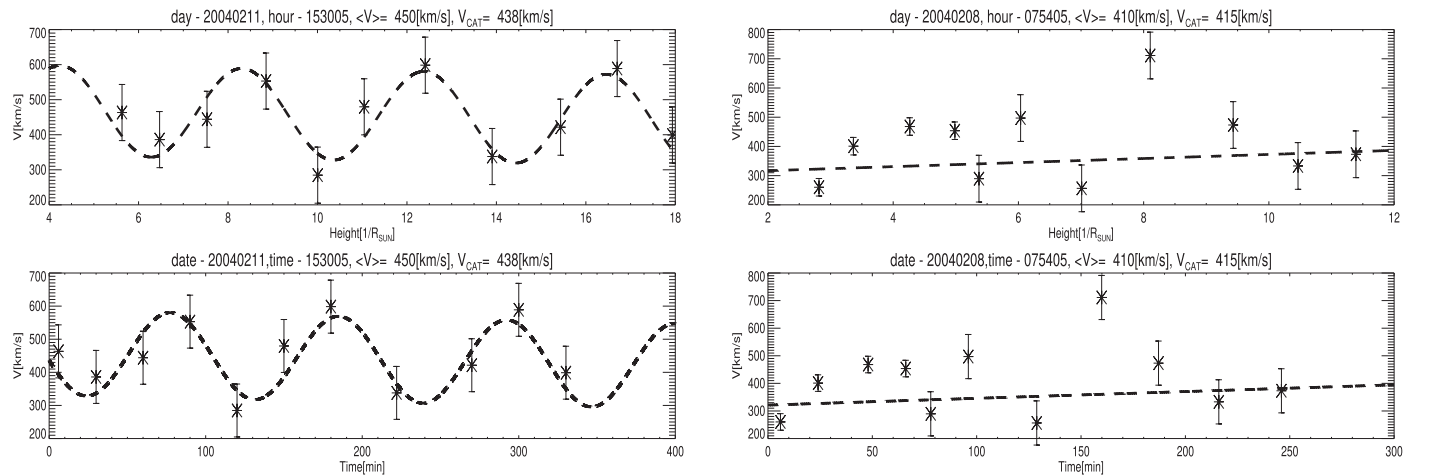 day - 20040211, hour - 153005, <V>= 450[km/s], V_CAT= 438[km/s]
700
600
500
400
300
200
V[km/s]
4 6 8 10 12 14 16 18
Height[1/R_SUN]
day - 20040208, hour - 075405, <V>= 410[km/s], V_CAT= 415[km/s]
800
700
600
500
400
300
200
V[km/s]
2 4 6 8 10 12
Height[1/R_SUN]
date - 20040211,time - 153005, <V>= 450[km/s], V_CAT= 438[km/s]
700
600
500
400
300
200
V[km/s]
0 100 200 300 400
Time[min]
date - 20040208,time - 075405, <V>= 410[km/s], V_CAT= 415[km/s]
800
700
600
500
400
300
200
V[km/s]
0 50 100 150 200 250 300
Time[min]